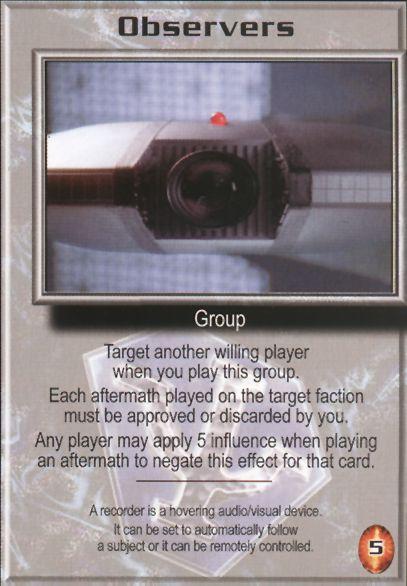 Observers
Group
Target another willing player
when you play this group.
Each aftermath played on the target faction
must be approved or discarded by you.
Any player may apply 5 influence when playing
an aftermath to negate this effect for that card.
A recorder is a hovering audio/visual device.
It can be set to automatically follow
a subject or it can be remotely controlled.
5